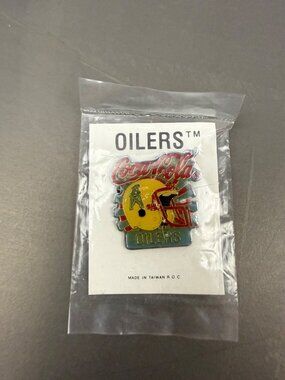 OILERS™
Coca-Cola
OILERS
MADE IN TAIWAN R.O.C.